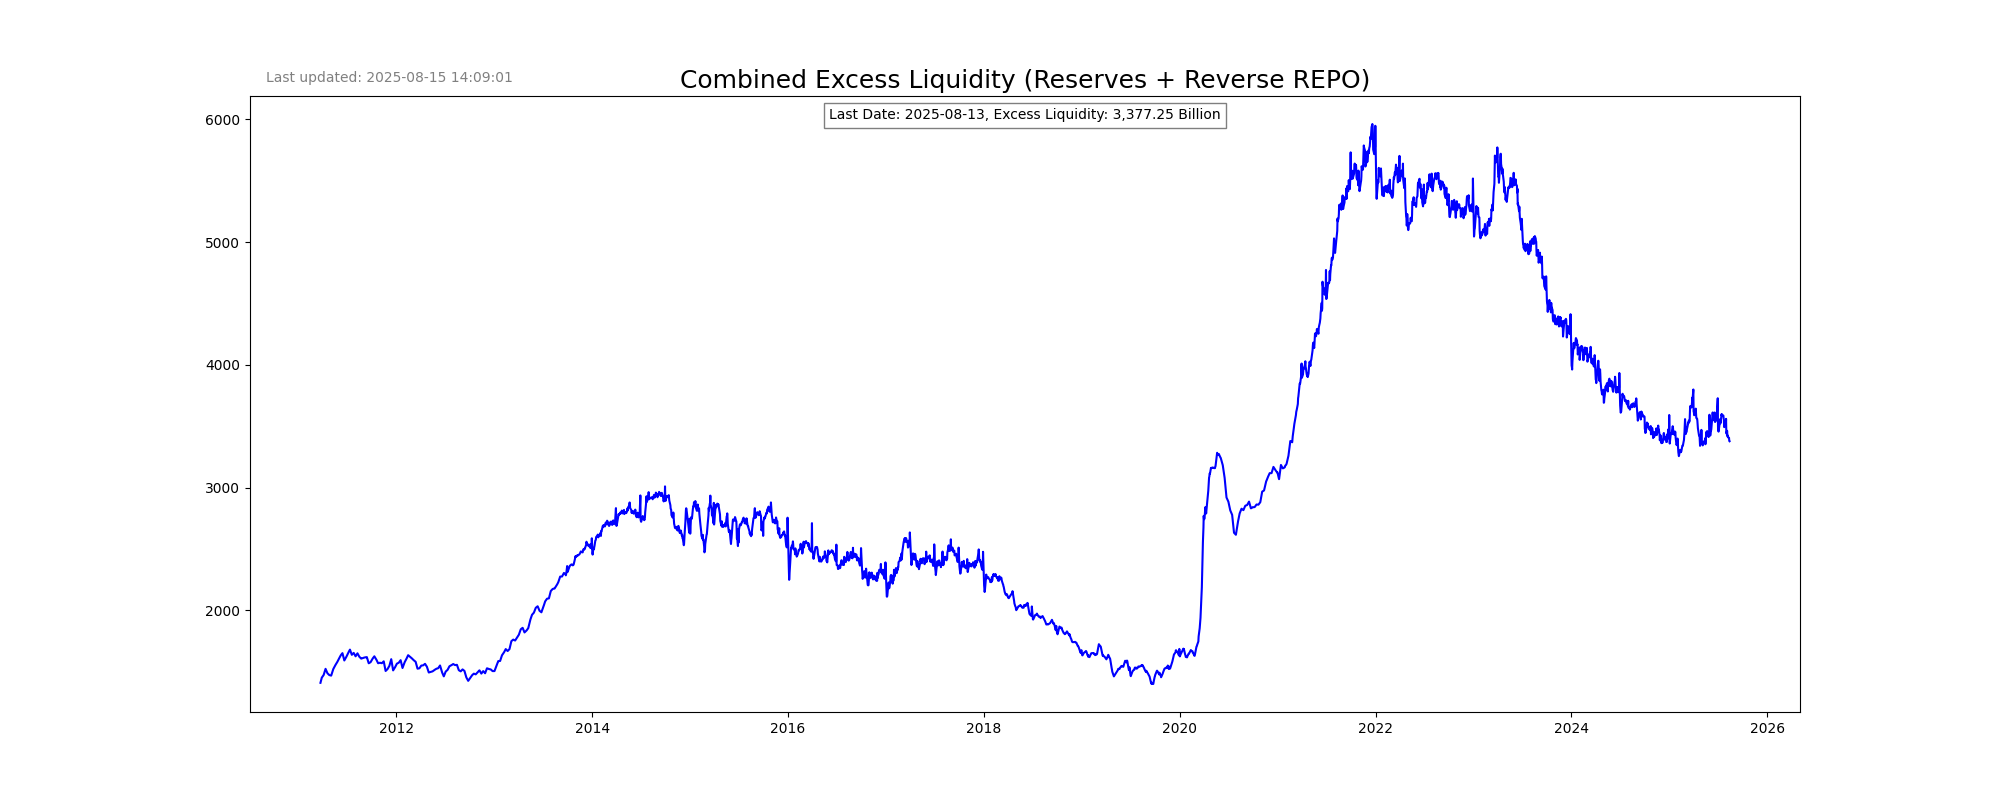 Last updated: 2025-08-15 14:09:01
Combined Excess Liquidity (Reserves + Reverse REPO)
Last Date: 2025-08-13, Excess Liquidity: 3,377.25 Billion
6000
5000
4000
3000
2000
2012 2014 2016 2018 2020 2022 2024 2026